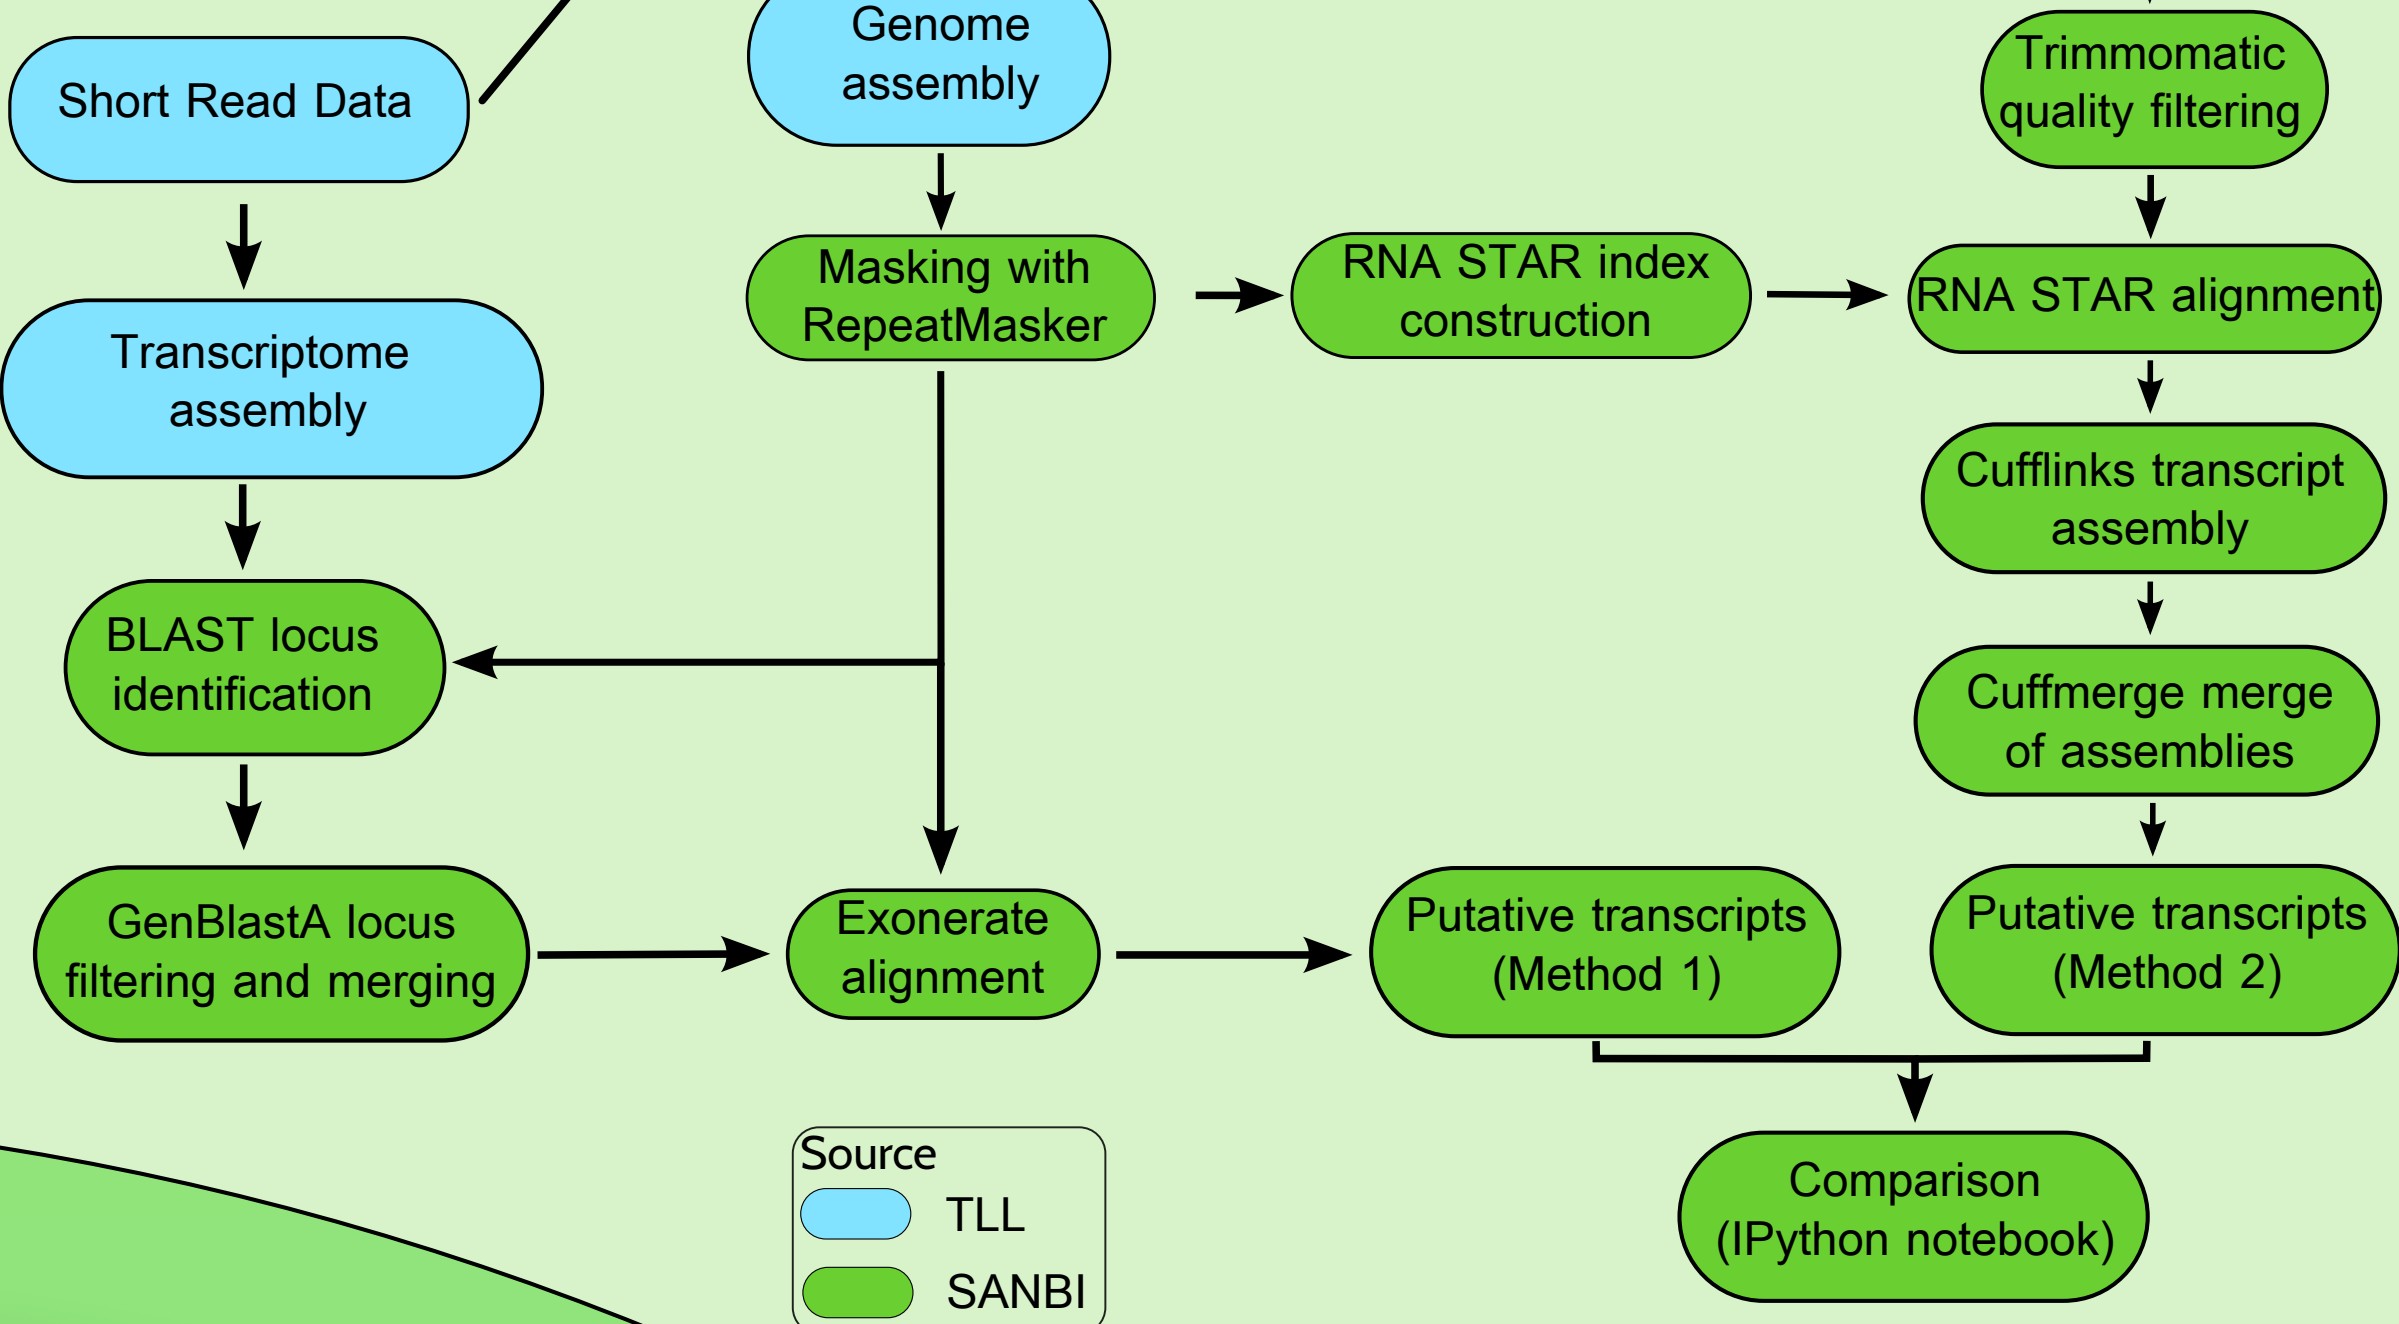 Short Read Data
Genome
assembly
Trimmomatic
quality filtering
Masking with
RepeatMasker
RNA STAR index
construction
RNA STAR alignment
Transcriptome
assembly
Cufflinks transcript
assembly
BLAST locus
identification
Cuffmerge merge
of assemblies
GenBlastA locus
filtering and merging
Exonerate
alignment
Putative transcripts
(Method 1)
Putative transcripts
(Method 2)
Source
TLL
SANBI
Comparison
(IPython notebook)